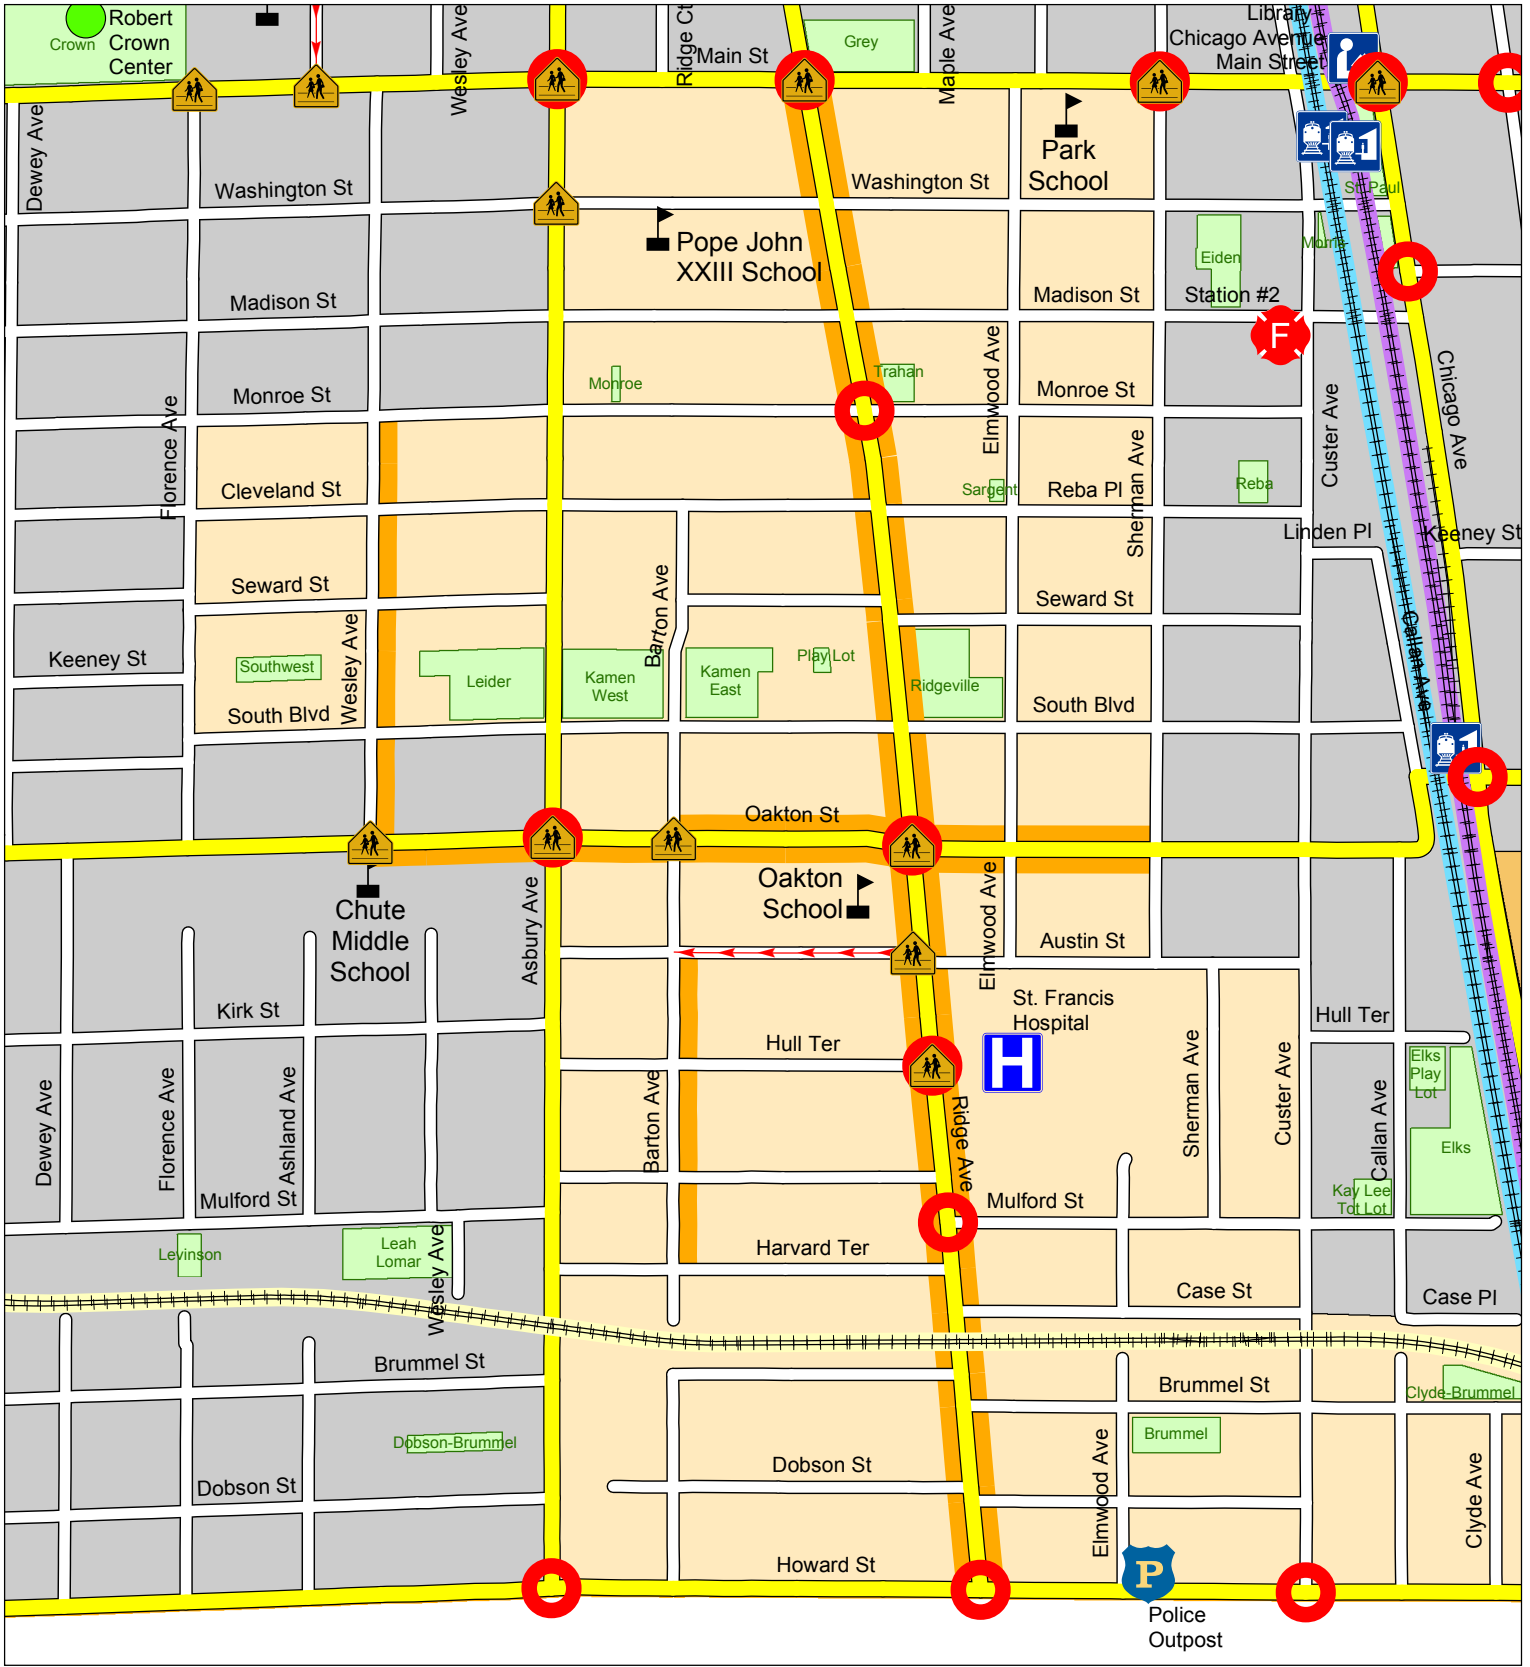 Robert
Crown
Center
Crown
Wesley Ave
Ridge Ct
Main St
Grey
Maple Ave
Library
Chicago Avenue
Main Street
Dewey Ave
Washington St
Washington St
Park
School
St. Paul
Pope John
XXIII School
Eiden
Morris
Madison St
Madison St
Station #2
F
Monroe St
Monroe
Trahan
Elmwood Ave
Monroe St
Custer Ave
Chicago Ave
Florence Ave
Cleveland St
Sargent
Reba Pl
Sherman Ave
Reba
Linden Pl
Keeney St
Seward St
Barton Ave
Seward St
Callan Ave
Keeney St
Southwest
Wesley Ave
Leider
Kamen
West
Kamen
East
Play Lot
Ridgeville
South Blvd
South Blvd
Oakton St
Chute
Middle
School
Asbury Ave
Oakton
School
Elmwood Ave
Austin St
Kirk St
St. Francis
Hospital
H
Hull Ter
Hull Ter
Dewey Ave
Florence Ave
Ashland Ave
Barton Ave
Ridge Ave
Sherman Ave
Custer Ave
Callan Ave
Elks
Play
Lot
Elks
Mulford St
Mulford St
Kay Lee
Tot Lot
Levinson
Leah
Lomar
Wesley Ave
Harvard Ter
Case St
Case Pl
Brummel St
Brummel St
Clyde-Brummel
Dobson-Brummel
Brummel
Dobson St
Dobson St
Elmwood Ave
Clyde Ave
Howard St
P
Police
Outpost